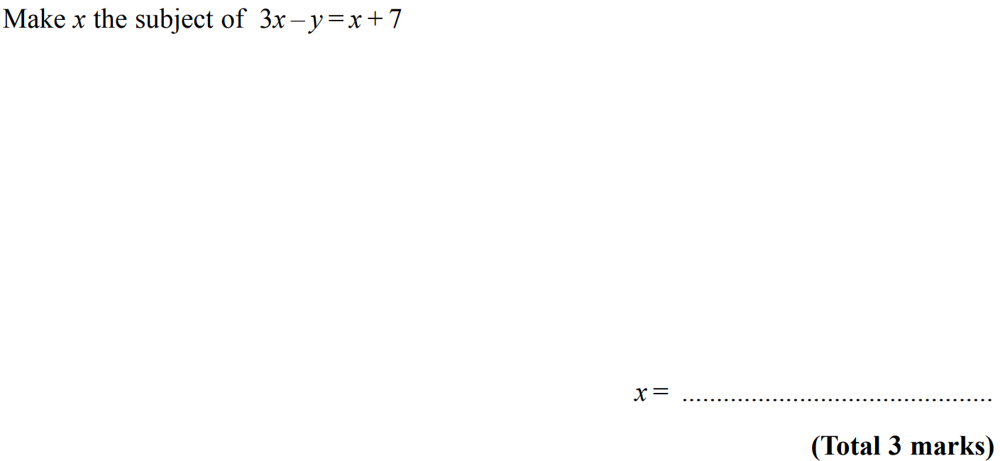 Make x the subject of 3x – y = x + 7
x = ............................................
(Total 3 marks)